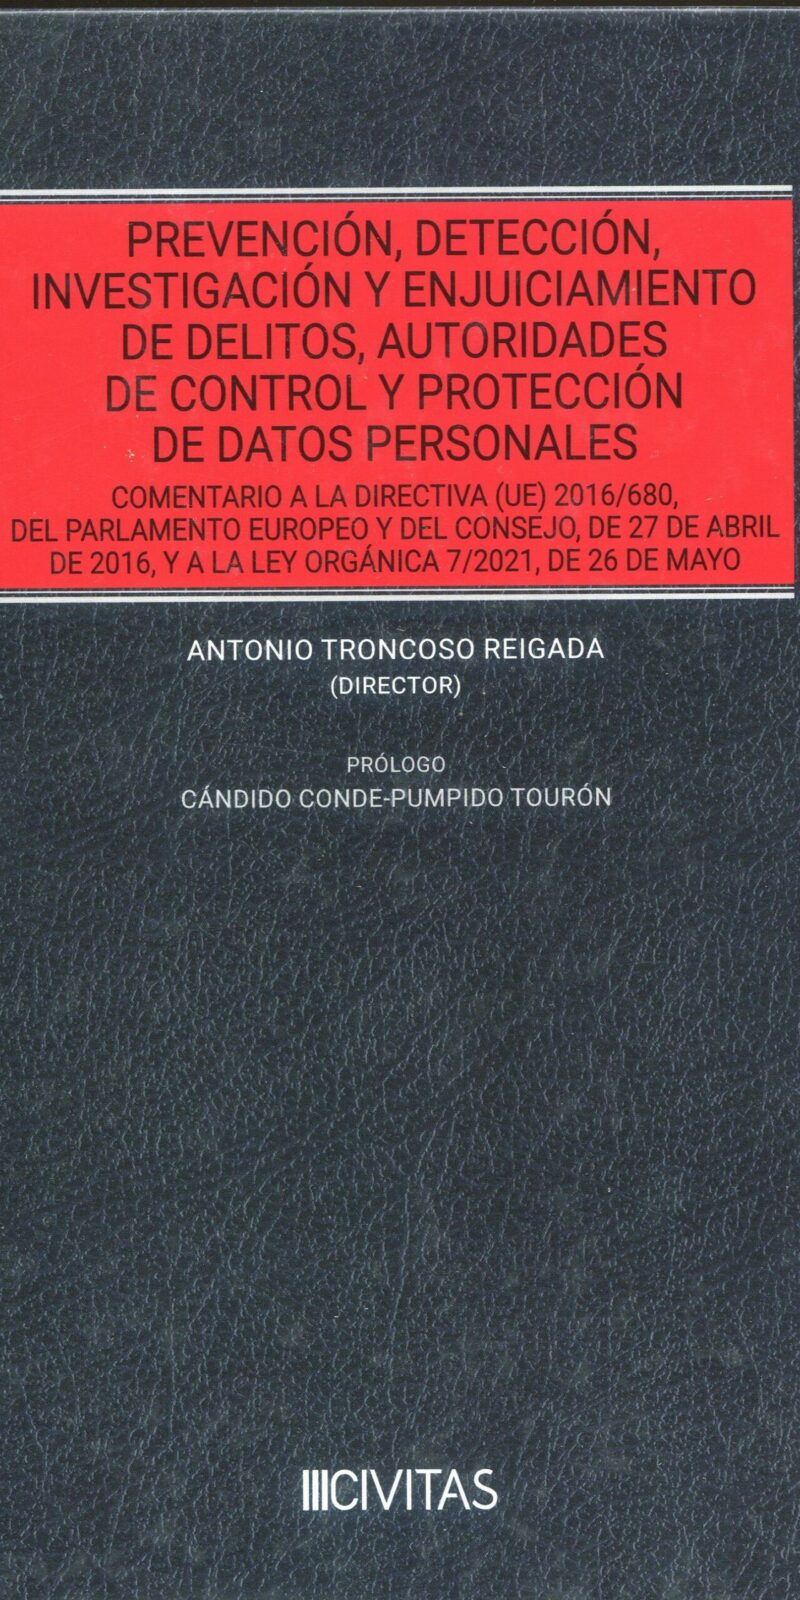 PREVENCIÓN, DETECCIÓN,
INVESTIGACIÓN Y ENJUICIAMIENTO
DE DELITOS, AUTORIDADES
DE CONTROL Y PROTECCIÓN
DE DATOS PERSONALES
COMENTARIO A LA DIRECTIVA (UE) 2016/680,
DEL PARLAMENTO EUROPEO Y DEL CONSEJO, DE 27 DE ABRIL
DE 2016, Y A LA LEY ORGÁNICA 7/2021, DE 26 DE MAYO
ANTONIO TRONCOSO REIGADA
(DIRECTOR)
PRÓLOGO
CÁNDIDO CONDE-PUMPIDO TOURÓN
CIVITAS